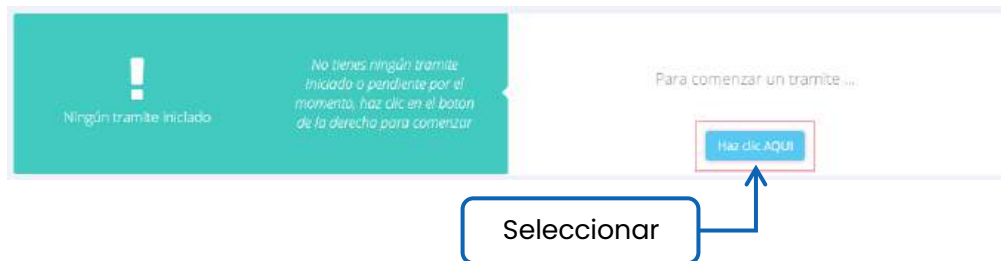 Ningún tramite iniciado
No tienes ningún tramite
Iniciado o pendiente por el
momento, haz clic en el boton
de la derecha para comenzar
Para comenzar un tramite ...
Haz clic AQUI
Seleccionar